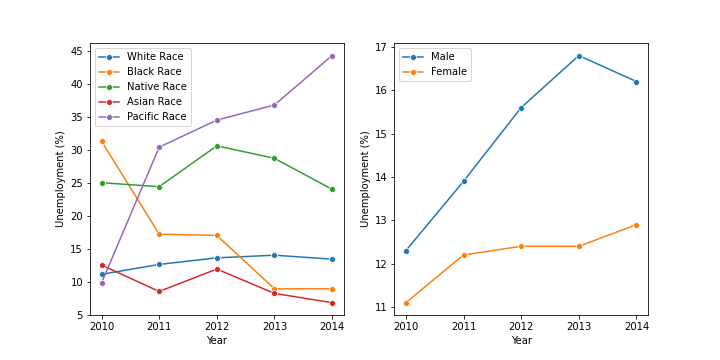 45
40
35
30
25
20
15
10
5
Unemployment (%)
White Race
Black Race
Native Race
Asian Race
Pacific Race
2010 2011 2012 2013 2014
Year
17
16
15
14
13
12
11
Unemployment (%)
Male
Female
2010 2011 2012 2013 2014
Year